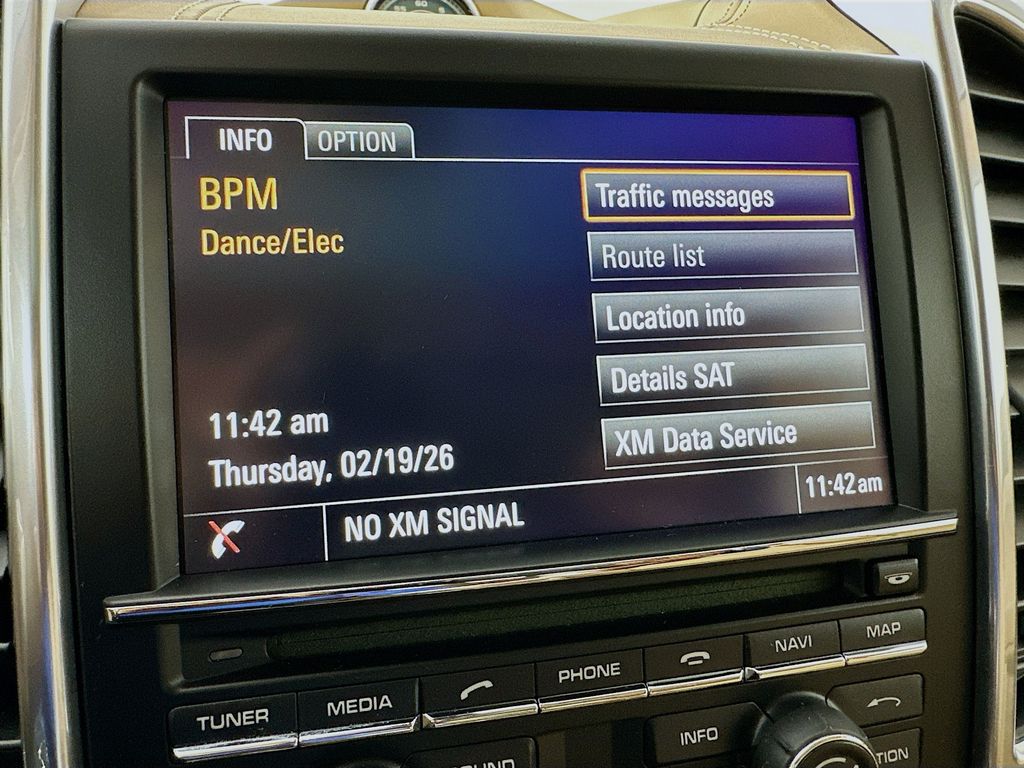 60
INFO
OPTION
BPM
Dance/Elec
Traffic messages
Route list
Location info
Details SAT
XM Data Service
11:42 am
Thursday, 02/19/26
NO XM SIGNAL
11:42am
TUNER
MEDIA
PHONE
NAVI
MAP
INFO